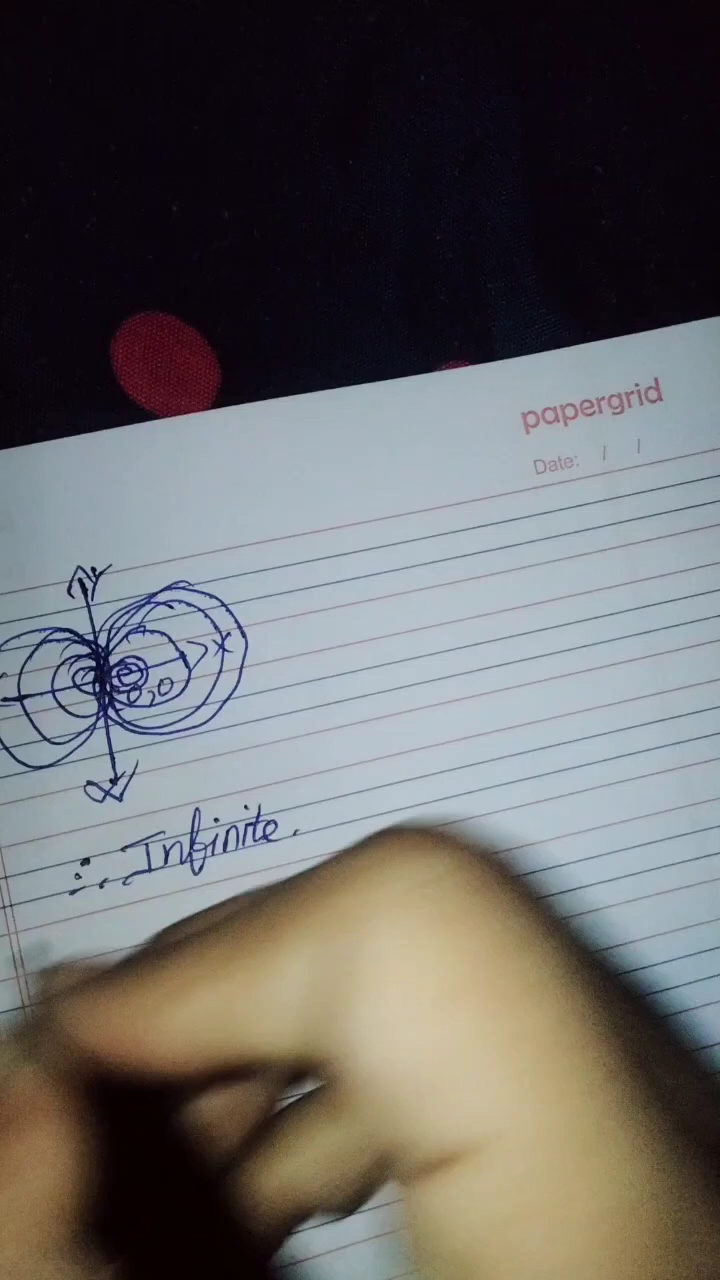 papergrid
Date: / /
Y
X
0,0
∴ Infinite.